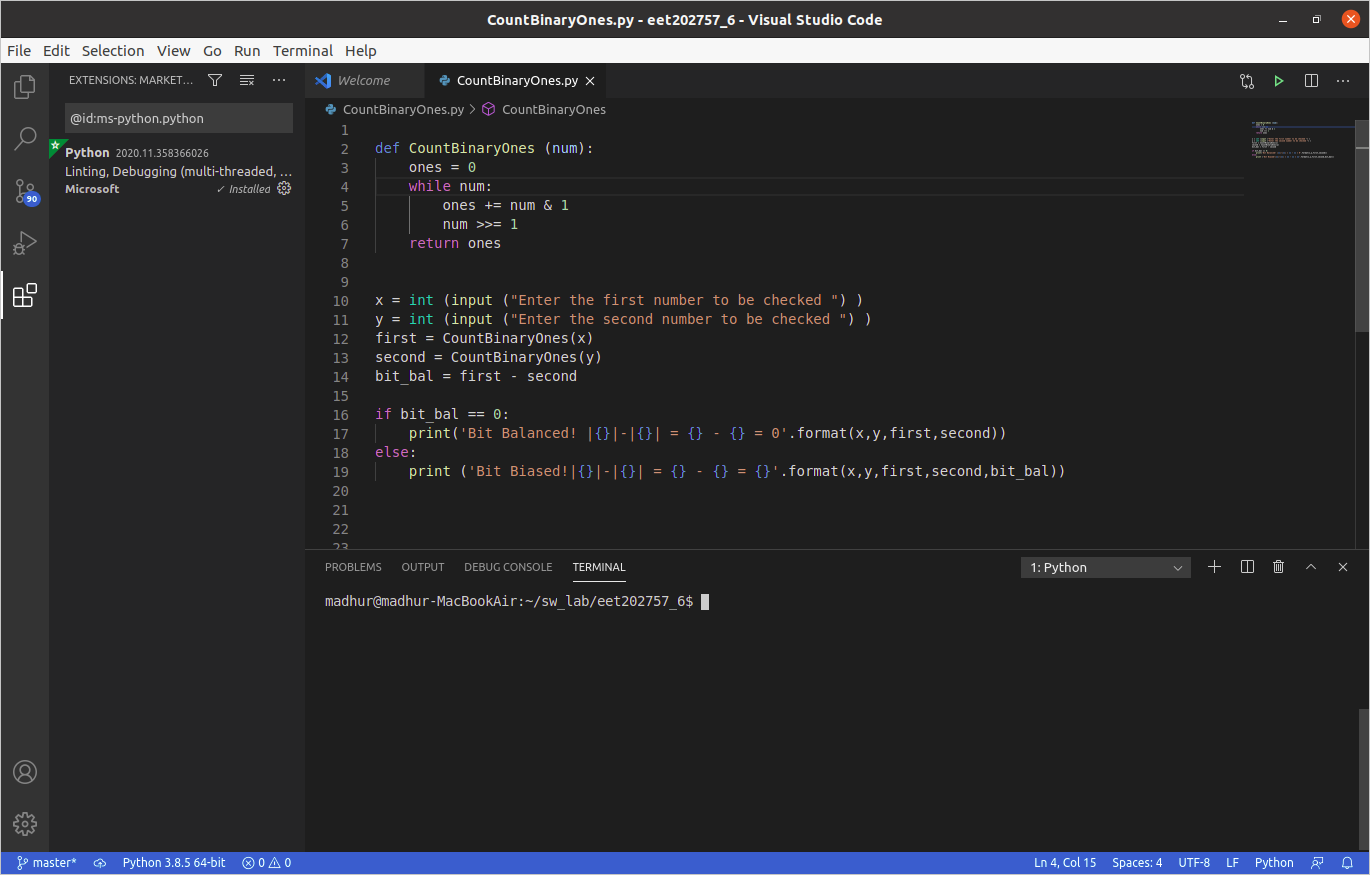 CountBinaryOnes.py - eet202757_6 - Visual Studio Code
File Edit Selection View Go Run Terminal Help
EXTENSIONS: MARKET...
Welcome
CountBinaryOnes.py
CountBinaryOnes.py > CountBinaryOnes
@id:ms-python.python
Python 2020.11.358366026
Linting, Debugging (multi-threaded, ...
Microsoft ✓ Installed
90
1
2 def CountBinaryOnes (num):
3     ones = 0
4     while num:
5         ones += num & 1
6         num >>= 1
7     return ones
8
9
10 x = int (input ("Enter the first number to be checked ") )
11 y = int (input ("Enter the second number to be checked ") )
12 first = CountBinaryOnes(x)
13 second = CountBinaryOnes(y)
14 bit_bal = first - second
15
16 if bit_bal == 0:
17     print('Bit Balanced! |{}|-|{}| = {} - {} = 0'.format(x,y,first,second))
18 else:
19     print ('Bit Biased!|{}|-|{}| = {} - {} = {}'.format(x,y,first,second,bit_bal))
20
21
22
23
PROBLEMS OUTPUT DEBUG CONSOLE TERMINAL 1: Python
madhur@madhur-MacBookAir:~/sw_lab/eet202757_6$
master* Python 3.8.5 64-bit 0 0 Ln 4, Col 15 Spaces: 4 UTF-8 LF Python